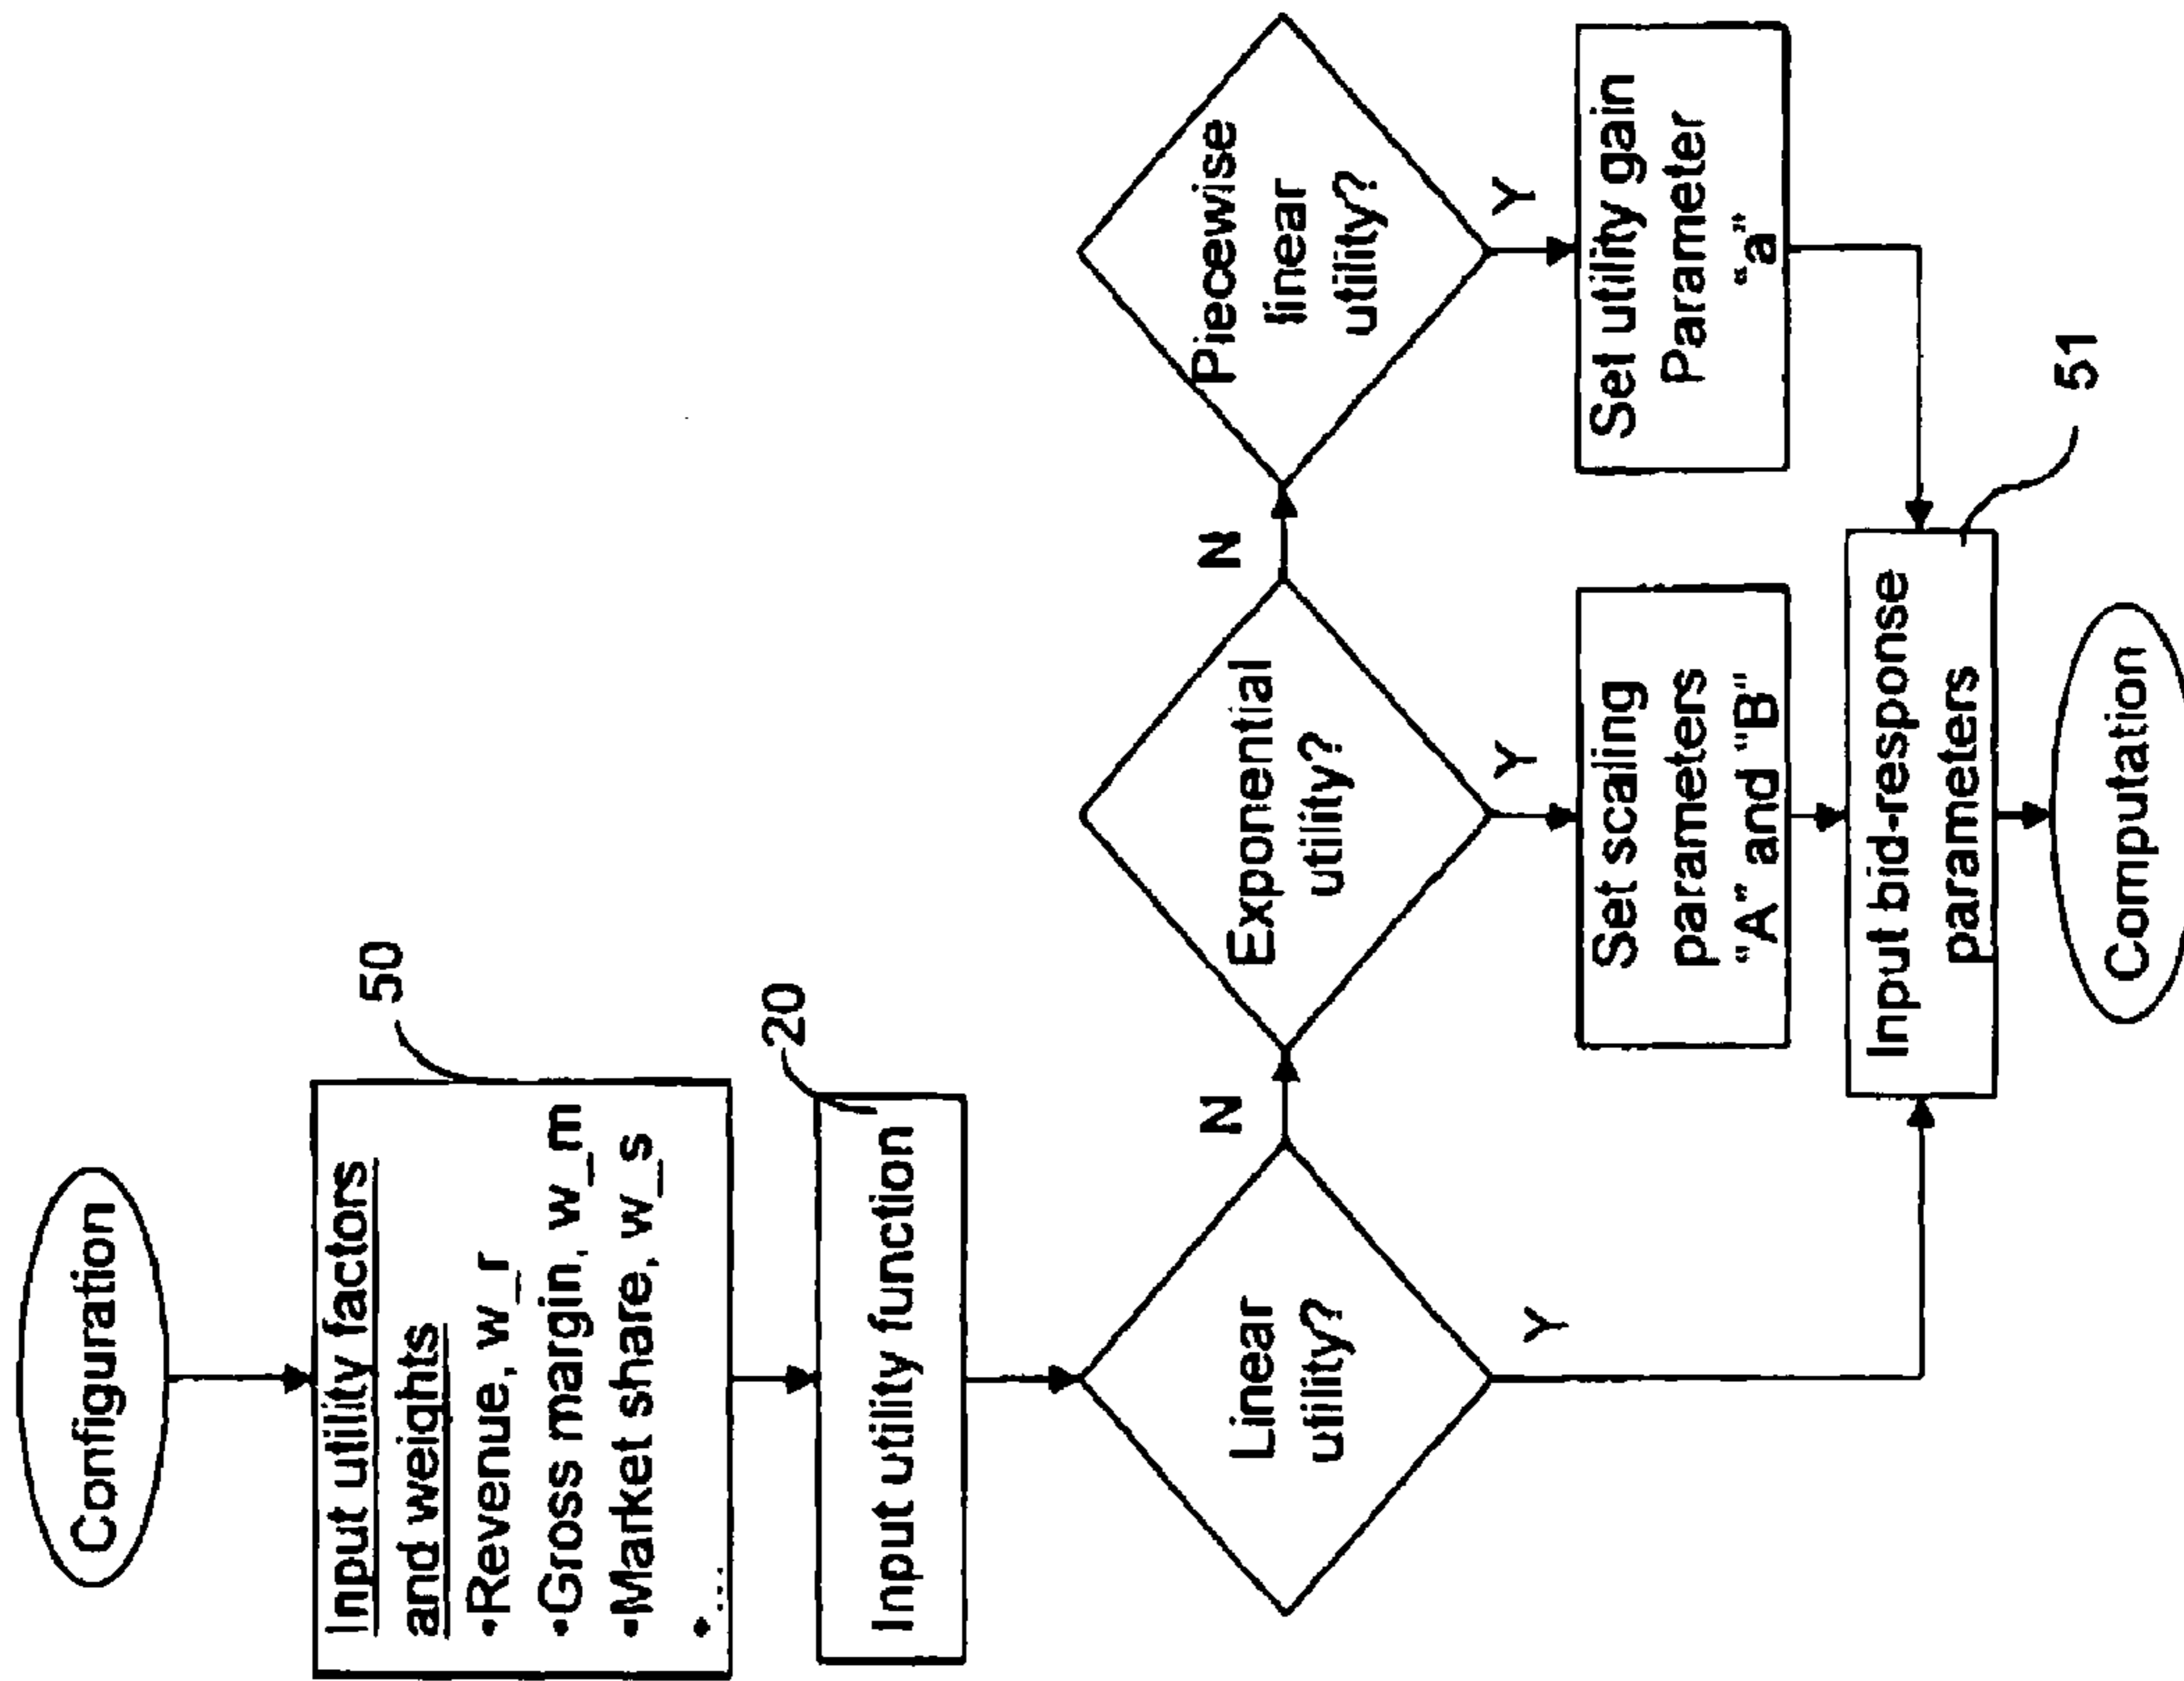 Configuration
50
Input utility factors
and weights
•Revenue, w_r
•Gross margin, w_m
•Market share, w_s
• ...
20
Input utility function
Linear
utility?
N
Y
Exponential
utility?
N
Y
Piecewise
linear
utility?
Y
Set scaling
parameters
"A" and "B"
Set utility gain
Parameter
"a"
51
Input bid-response
parameters
Computation